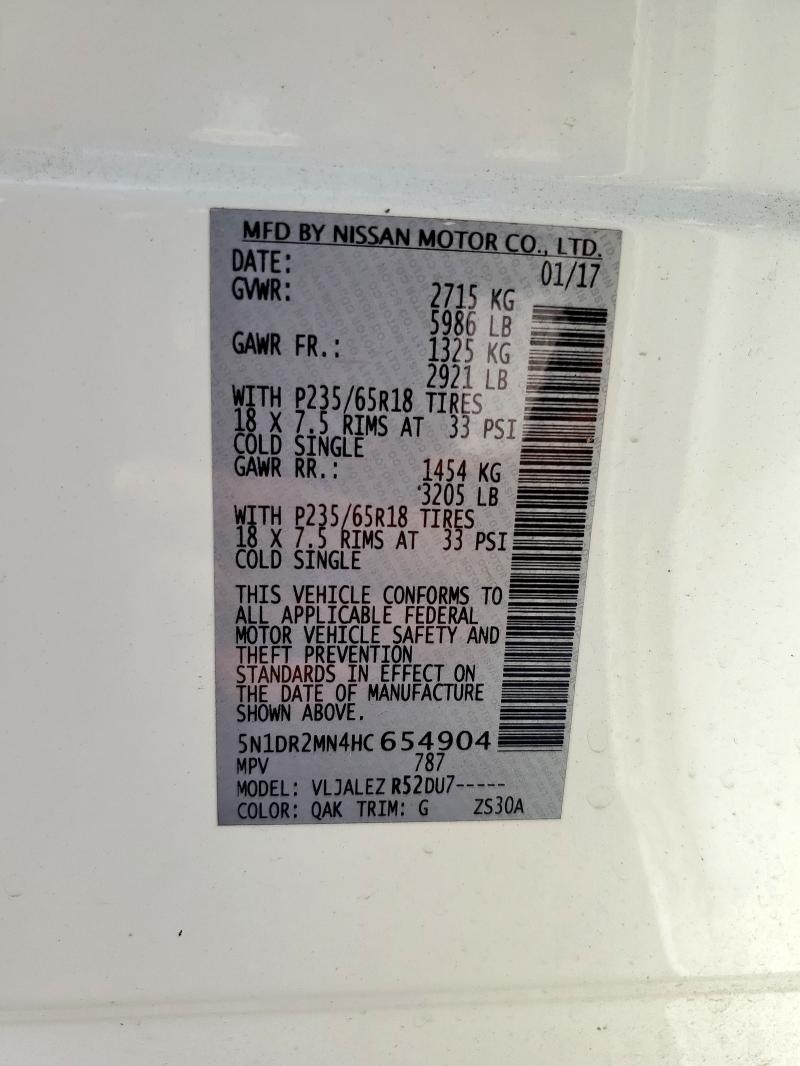 MFD BY NISSAN MOTOR CO., LTD.
DATE: 01/17
GVWR: 2715 KG
5986 LB
GAWR FR.: 1325 KG
2921 LB
WITH P235/65R18 TIRES
18 X 7.5 RIMS AT 33 PSI
COLD SINGLE
GAWR RR.: 1454 KG
3205 LB
WITH P235/65R18 TIRES
18 X 7.5 RIMS AT 33 PSI
COLD SINGLE
THIS VEHICLE CONFORMS TO
ALL APPLICABLE FEDERAL
MOTOR VEHICLE SAFETY AND
THEFT PREVENTION
STANDARDS IN EFFECT ON
THE DATE OF MANUFACTURE
SHOWN ABOVE.
5N1DR2MN4HC654904
MPV 787
MODEL: VLJALEZ R52DU7-----
COLOR: QAK TRIM: G ZS30A